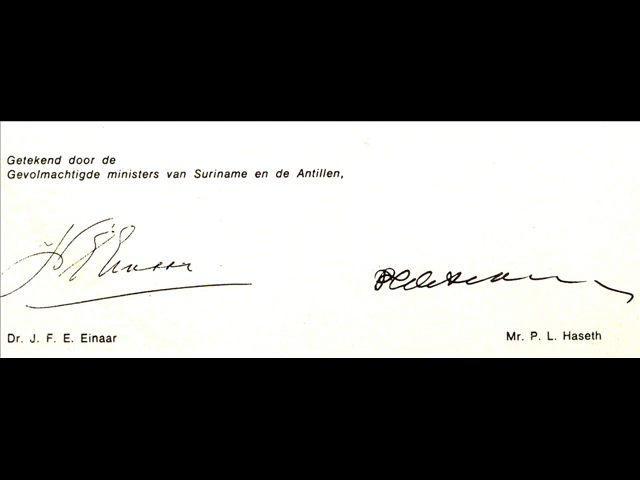 Getekend door de
Gevolmachtigde ministers van Suriname en de Antillen,
Dr. J. F. E. Einaar
Mr. P. L. Haseth